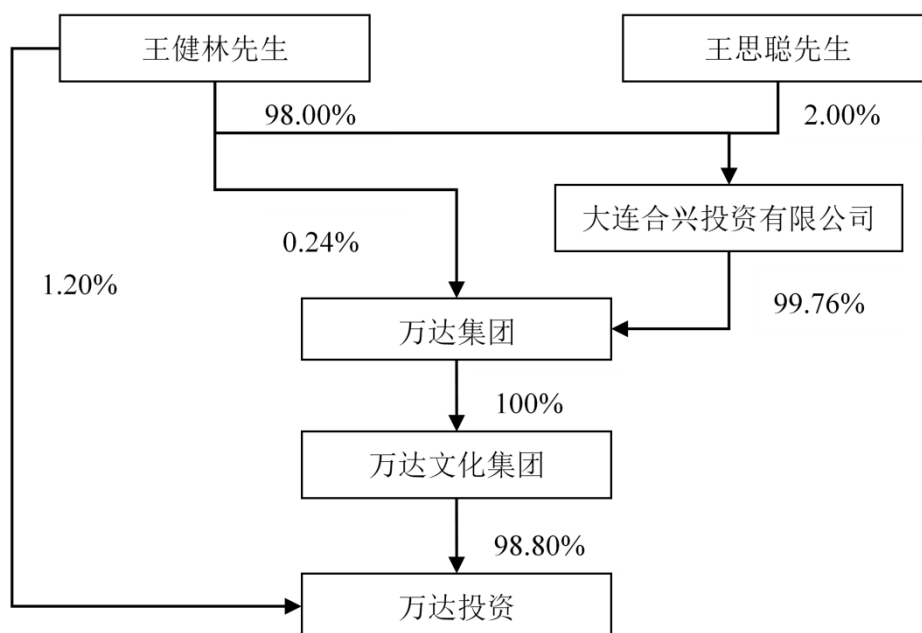 王健林先生
王思聪先生
98.00%
2.00%
大连合兴投资有限公司
0.24%
1.20%
99.76%
万达集团
100%
万达文化集团
98.80%
万达投资